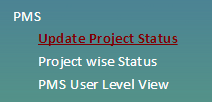 PMS
Update Project Status
Project wise Status
PMS User Level View